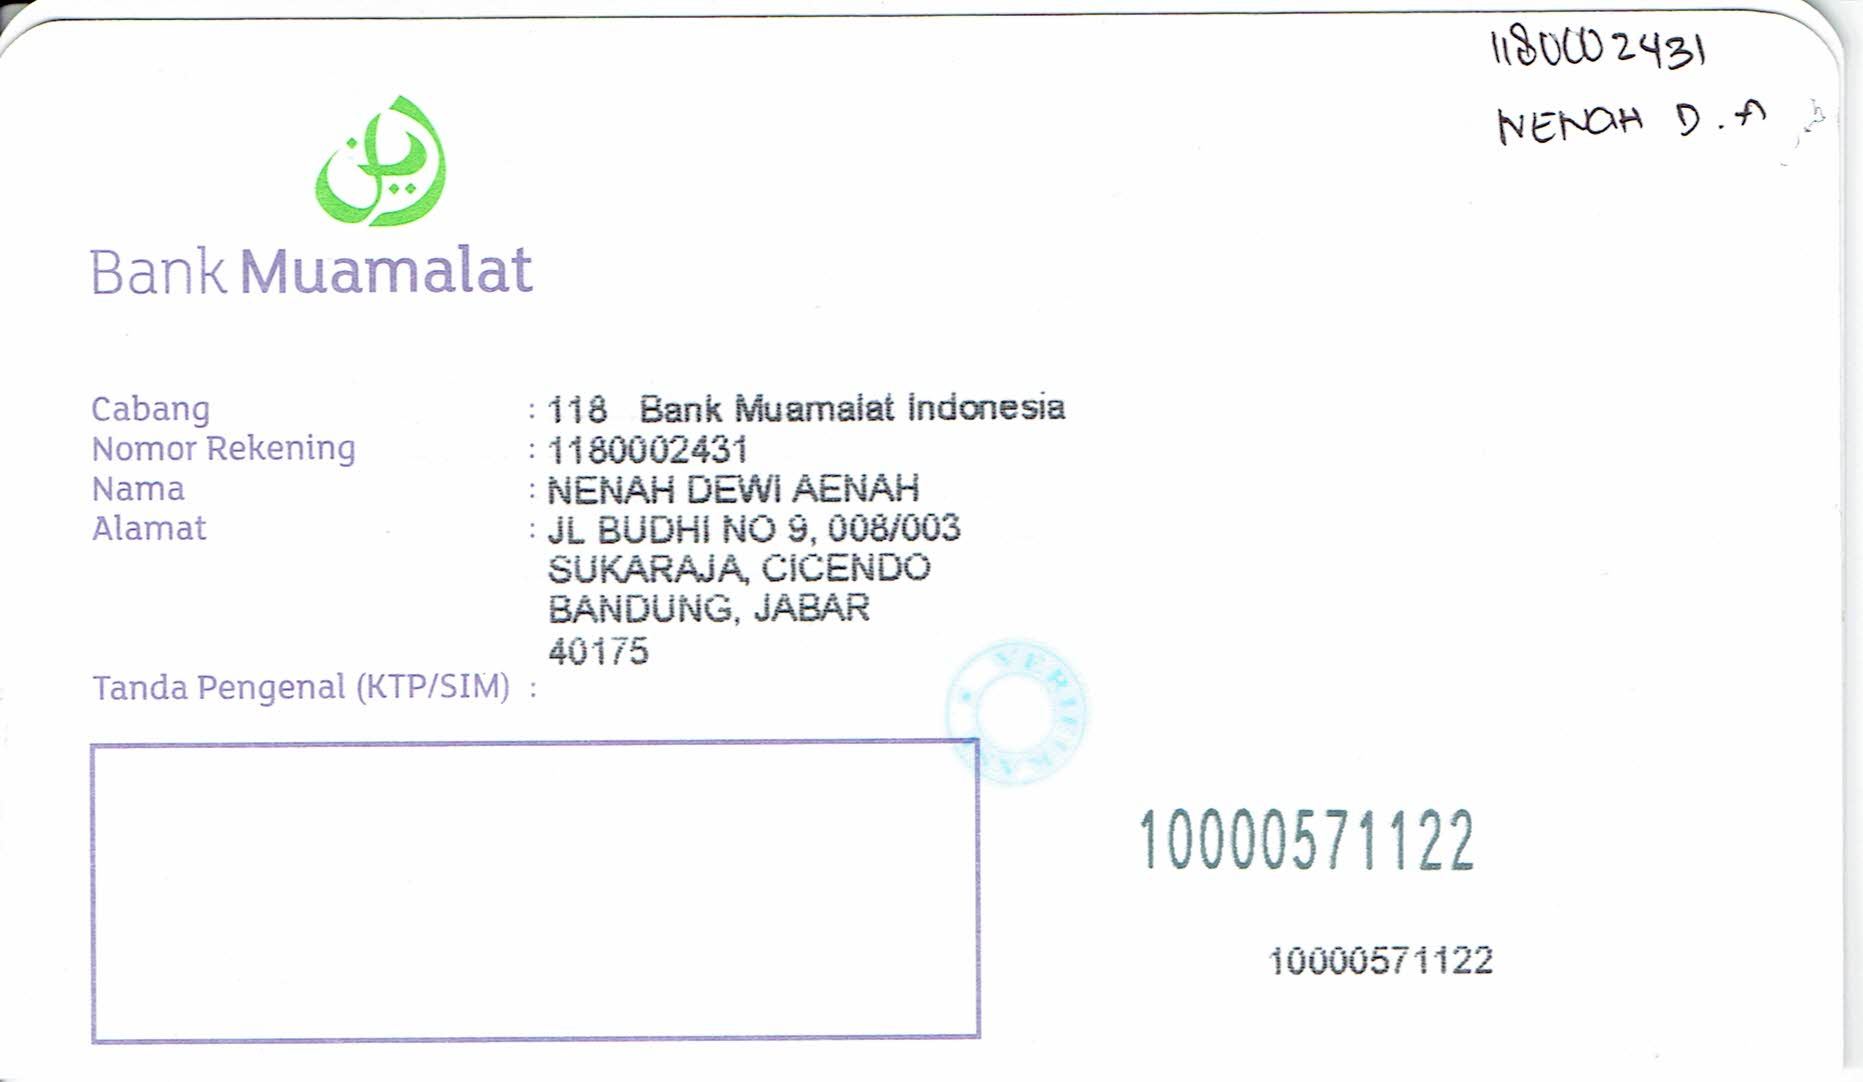 1180002431
NENAH D. A
Bank Muamalat
Cabang : 118 Bank Muamalat Indonesia
Nomor Rekening : 1180002431
Nama : NENAH DEWI AENAH
Alamat : JL BUDHI NO 9, 008/003
SUKARAJA, CICENDO
BANDUNG, JABAR
40175
Tanda Pengenal (KTP/SIM) :
10000571122
10000571122